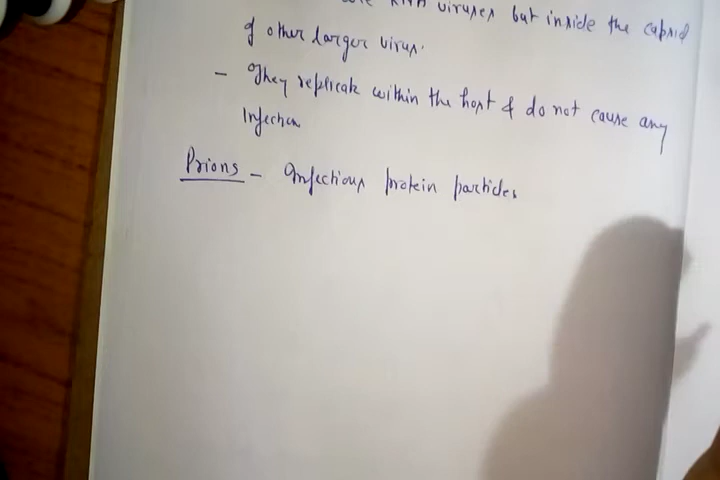 RNA viruses but inside the capsid
of other larger virus.
- They replicate within the host & do not cause any
Infection
Prions - Infectious protein particles